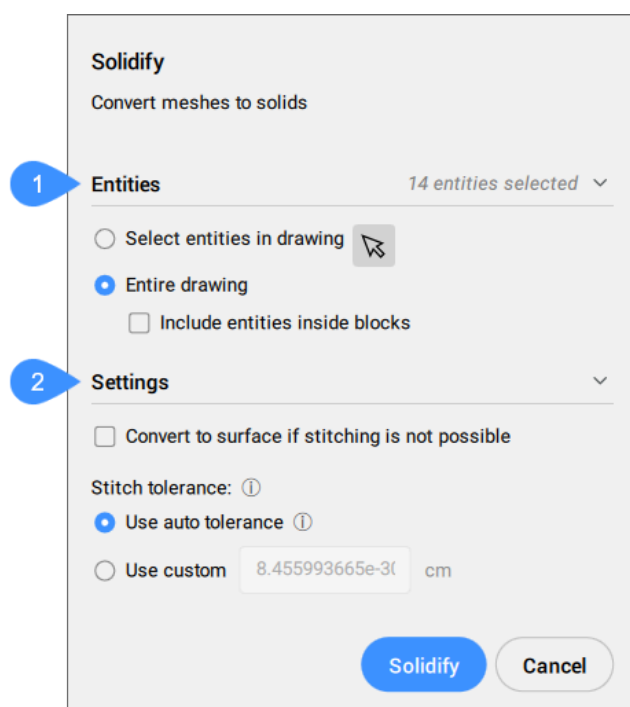 Solidify
Convert meshes to solids
1
Entities 14 entities selected
Select entities in drawing
Entire drawing
Include entities inside blocks
2
Settings
Convert to surface if stitching is not possible
Stitch tolerance:
Use auto tolerance
Use custom 8.455993665e-30 cm
Solidify Cancel